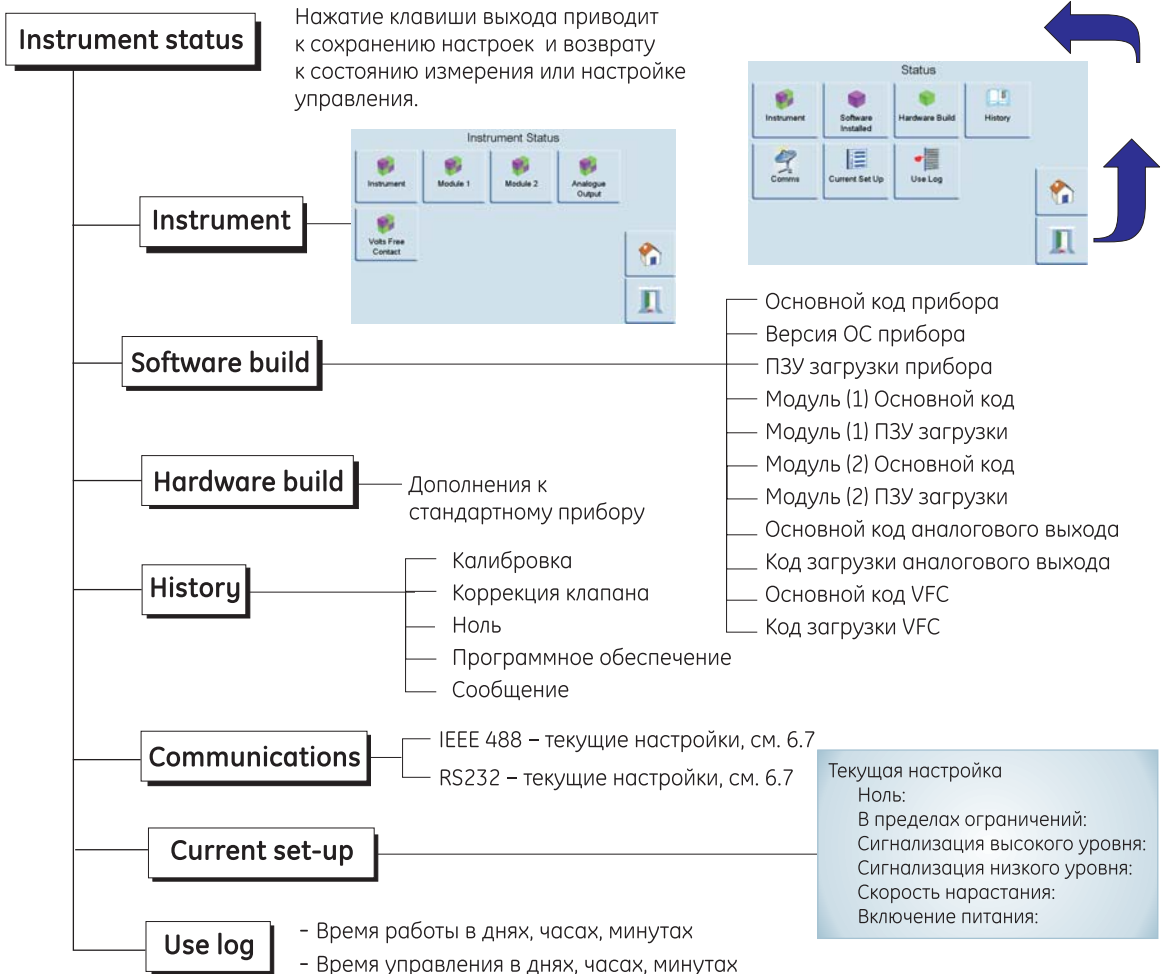 Instrument status
Нажатие клавиши выхода приводит
к сохранению настроек и возврату
к состоянию измерения или настройке
управления.
Status
Instrument
Software
Installed
Hardware Build
History
Comms
Current Set Up
Use Log
Instrument Status
Instrument
Module 1
Module 2
Analogue
Output
Volts Free
Contact
Instrument
Software build
Основной код прибора
Версия ОС прибора
ПЗУ загрузки прибора
Модуль (1) Основной код
Модуль (1) ПЗУ загрузки
Модуль (2) Основной код
Модуль (2) ПЗУ загрузки
Основной код аналогового выхода
Код загрузки аналогового выхода
Основной код VFC
Код загрузки VFC
Hardware build
Дополнения к
стандартному прибору
History
Калибровка
Коррекция клапана
Ноль
Программное обеспечение
Сообщение
Communications
IEEE 488 – текущие настройки, см. 6.7
RS232 – текущие настройки, см. 6.7
Current set-up
Текущая настройка
Ноль:
В пределах ограничений:
Сигнализация высокого уровня:
Сигнализация низкого уровня:
Скорость нарастания:
Включение питания:
Use log
- Время работы в днях, часах, минутах
- Время управления в днях, часах, минутах